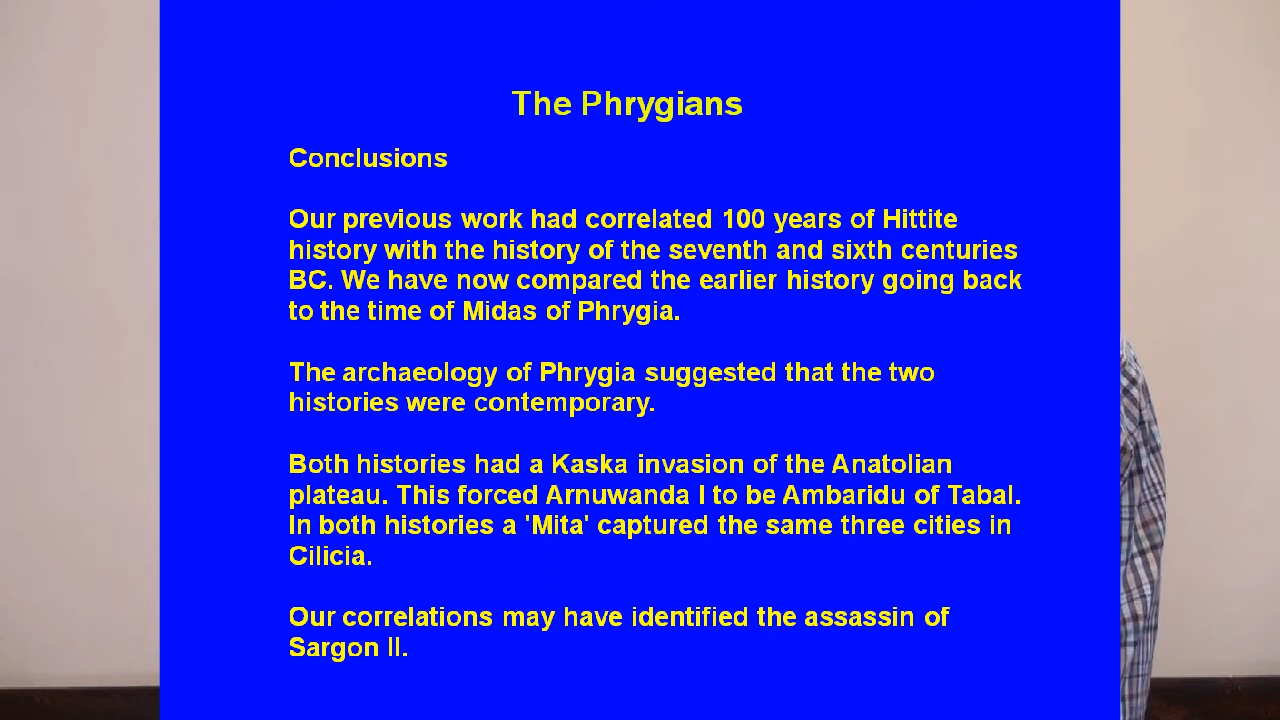 The Phrygians
Conclusions
Our previous work had correlated 100 years of Hittite
history with the history of the seventh and sixth centuries
BC. We have now compared the earlier history going back
to the time of Midas of Phrygia.
The archaeology of Phrygia suggested that the two
histories were contemporary.
Both histories had a Kaska invasion of the Anatolian
plateau. This forced Arnuwanda I to be Ambaridu of Tabal.
In both histories a 'Mita' captured the same three cities in
Cilicia.
Our correlations may have identified the assassin of
Sargon II.